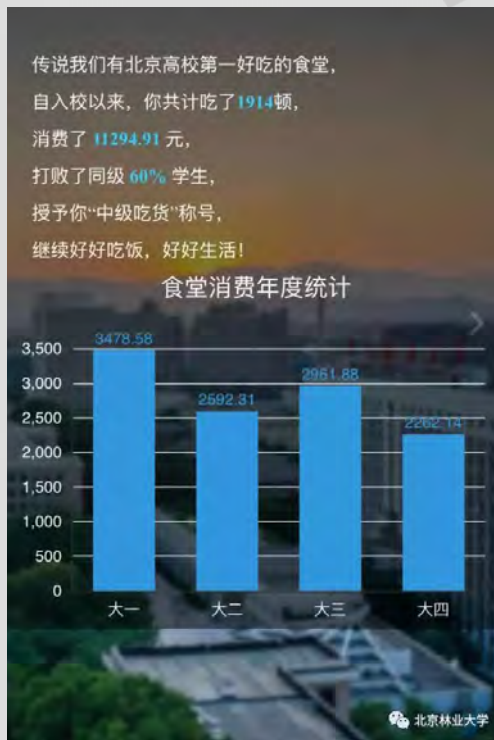 传说我们有北京高校第一好吃的食堂，
自入校以来，你共计吃了1914顿，
消费了 11294.91 元，
打败了同级 60% 学生，
授予你“中级吃货”称号，
继续好好吃饭，好好生活！
食堂消费年度统计
3478.58
3,500
2961.88
3,000
2592.31
2,500
2262.14
2,000
1,500
1,000
500
0
大一 大二 大三 大四
北京林业大学